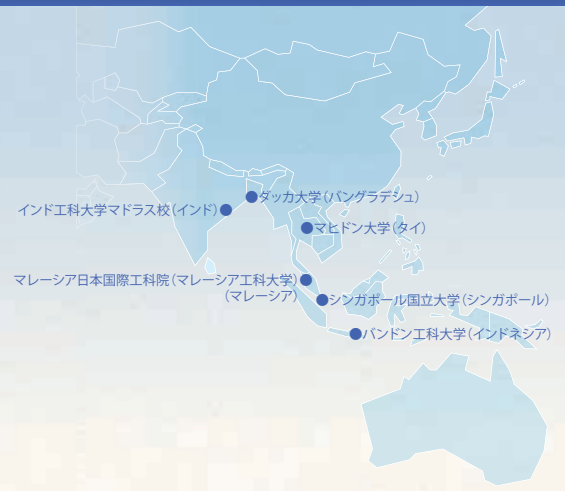 ダッカ大学（バングラデシュ）
インド工科大学マドラス校（インド）
マヒドン大学（タイ）
マレーシア日本国際工科院（マレーシア工科大学）
（マレーシア）
シンガポール国立大学（シンガポール）
バンドン工科大学（インドネシア）